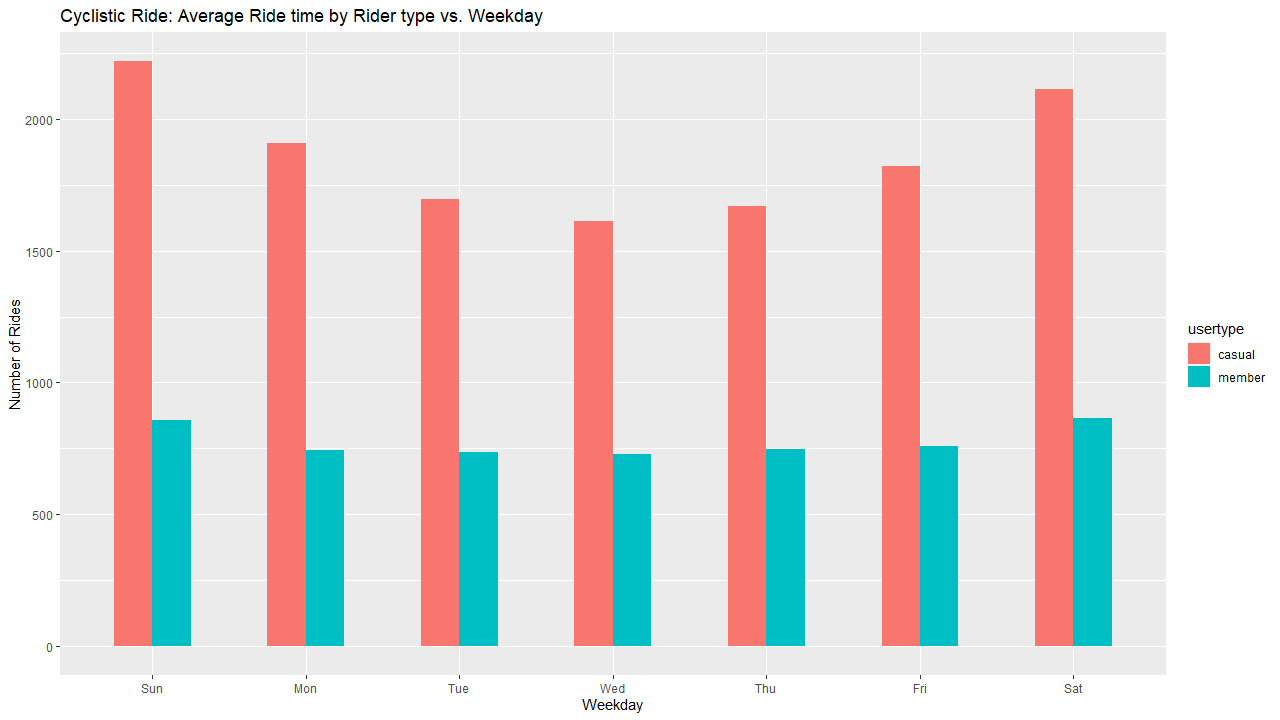 Cyclistic Ride: Average Ride time by Rider type vs. Weekday
Number of Rides
2000
1500
1000
500
0
Sun Mon Tue Wed Thu Fri Sat
Weekday
usertype
casual
member